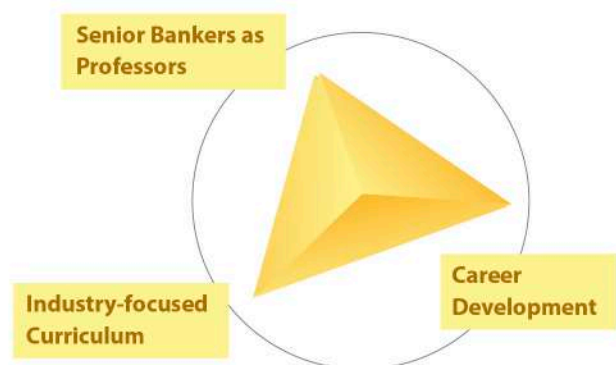 Senior Bankers as
Professors
Industry-focused
Curriculum
Career
Development